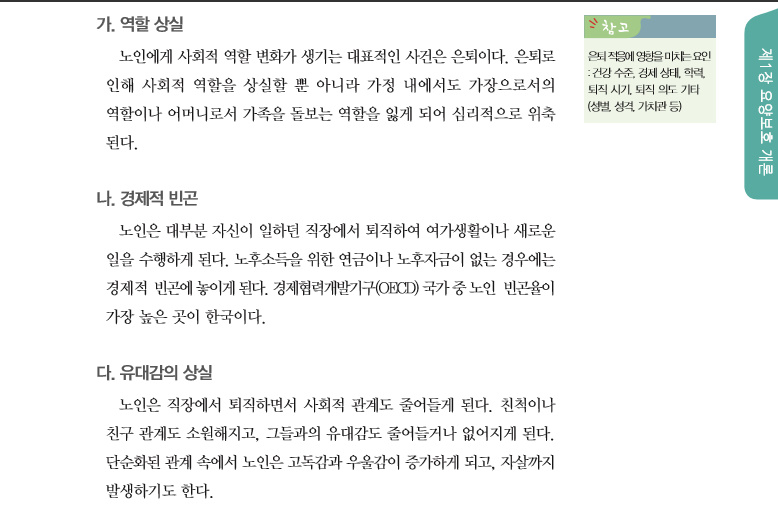 가. 역할 상실
노인에게 사회적 역할 변화가 생기는 대표적인 사건은 은퇴이다. 은퇴로
인해 사회적 역할을 상실할 뿐 아니라 가정 내에서도 가장으로서의
역할이나 어머니로서 가족을 돌보는 역할을 잃게 되어 심리적으로 위축
된다.
나. 경제적 빈곤
노인은 대부분 자신이 일하던 직장에서 퇴직하여 여가생활이나 새로운
일을 수행하게 된다. 노후소득을 위한 연금이나 노후자금이 없는 경우에는
경제적 빈곤에 놓이게 된다. 경제협력개발기구(OECD) 국가 중 노인 빈곤율이
가장 높은 곳이 한국이다.
다. 유대감의 상실
노인은 직장에서 퇴직하면서 사회적 관계도 줄어들게 된다. 친척이나
친구 관계도 소원해지고, 그들과의 유대감도 줄어들거나 없어지게 된다.
단순화된 관계 속에서 노인은 고독감과 우울감이 증가하게 되고, 자살까지
발생하기도 한다.
참고
은퇴 적응에 영향을 미치는 요인
: 건강 수준, 경제 상태, 학력,
퇴직 시기, 퇴직 의도 기타
(성별, 성격, 가치관 등)
제1장 요양보호 개론